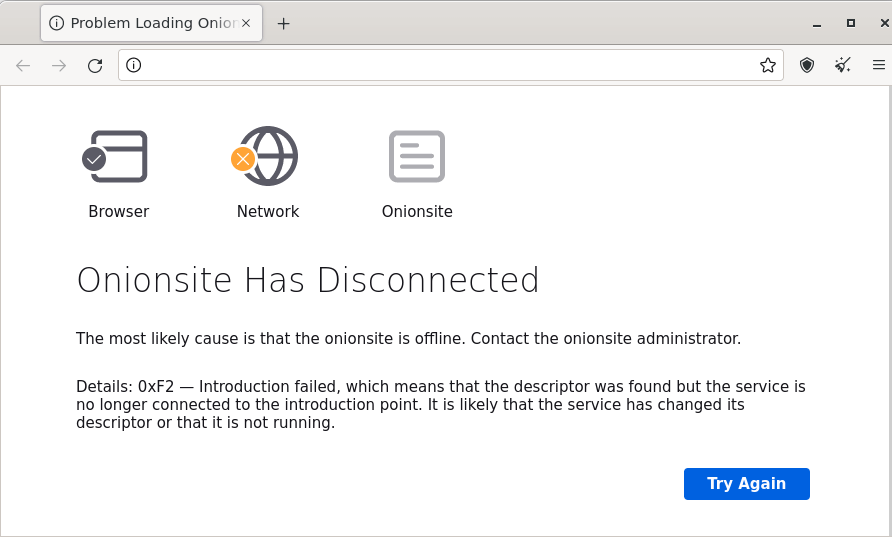 Problem Loading Onion
Browser
Network
Onionsite
Onionsite Has Disconnected
The most likely cause is that the onionsite is offline. Contact the onionsite administrator.
Details: 0xF2 — Introduction failed, which means that the descriptor was found but the service is
no longer connected to the introduction point. It is likely that the service has changed its
descriptor or that it is not running.
Try Again